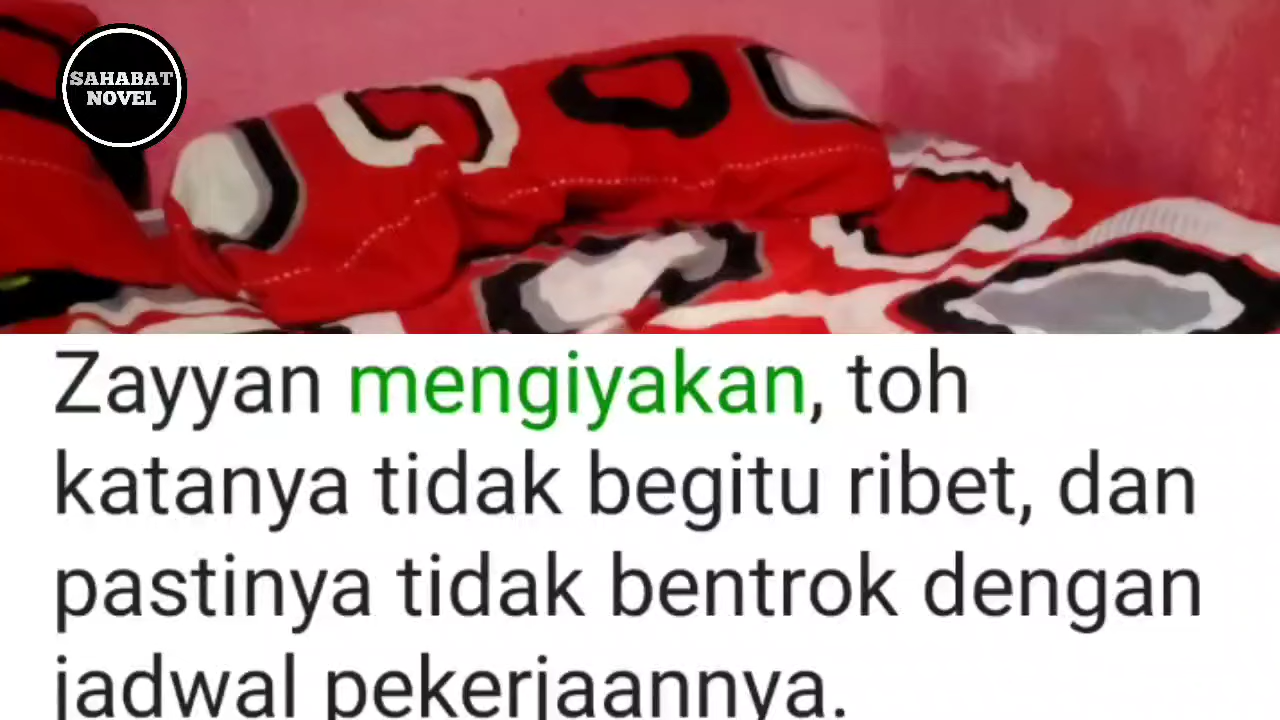 SAHABAT
NOVEL
Zayyan mengiyakan, toh
katanya tidak begitu ribet, dan
pastinya tidak bentrok dengan
jadwal pekerjaannya.